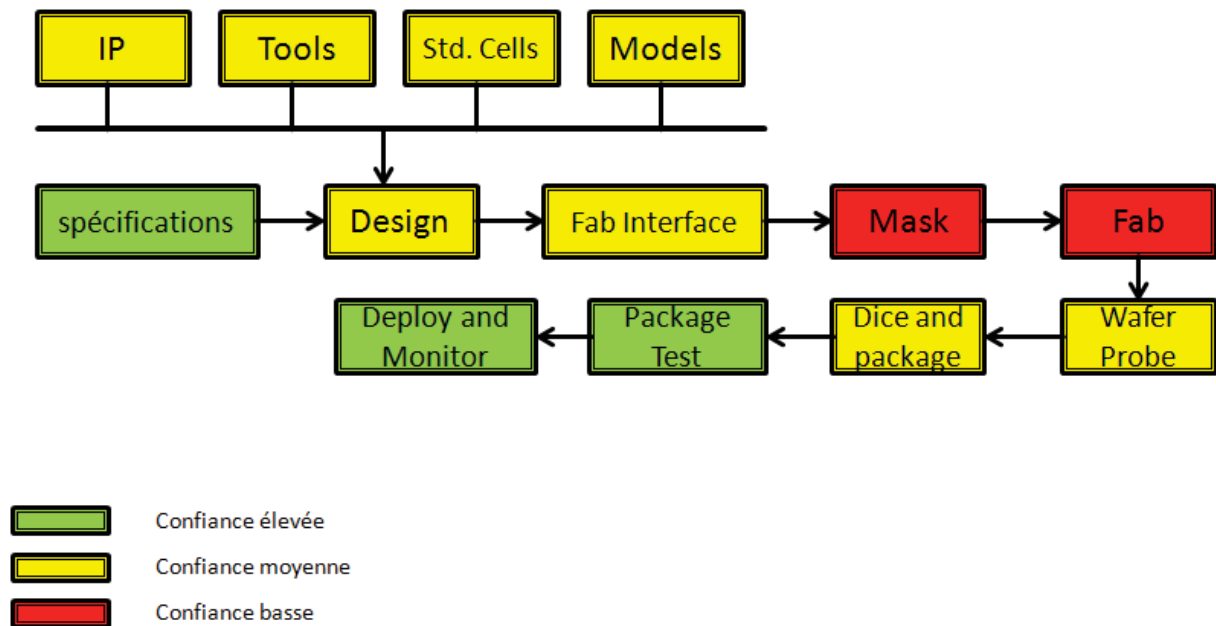 IP
Tools
Std. Cells
Models
spécifications
Design
Fab Interface
Mask
Fab
Deploy and
Monitor
Package
Test
Dice and
package
Wafer
Probe
Confiance élevée
Confiance moyenne
Confiance basse